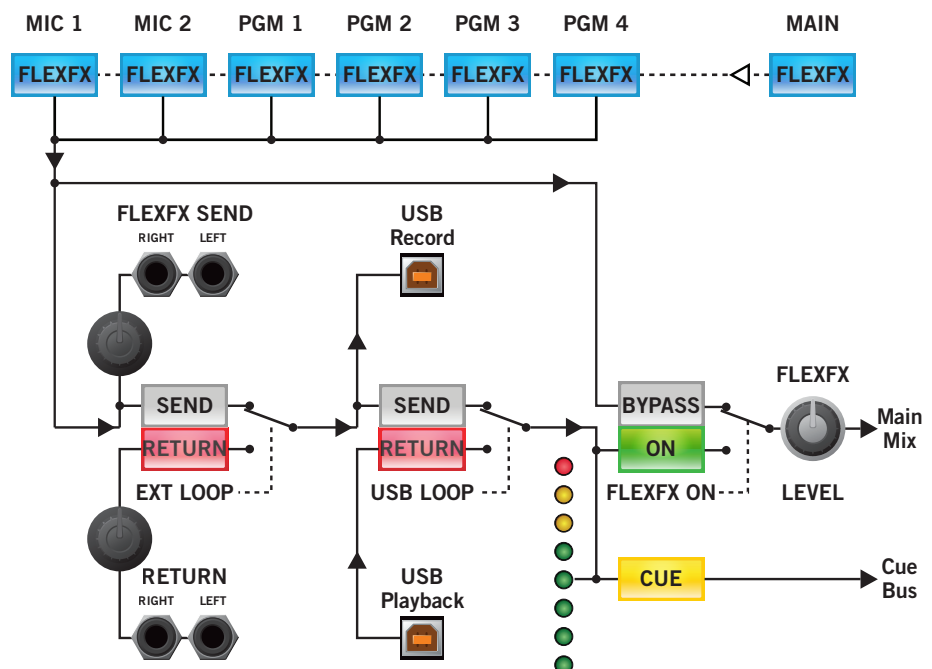 MIC 1 MIC 2 PGM 1 PGM 2 PGM 3 PGM 4 MAIN
FLEXFX FLEXFX FLEXFX FLEXFX FLEXFX FLEXFX FLEXFX
FLEXFX SEND
RIGHT LEFT
USB
Record
SEND
RETURN
EXT LOOP
SEND
RETURN
USB LOOP
BYPASS
ON
FLEXFX ON
FLEXFX
LEVEL
Main
Mix
RETURN
RIGHT LEFT
USB
Playback
CUE
Cue
Bus